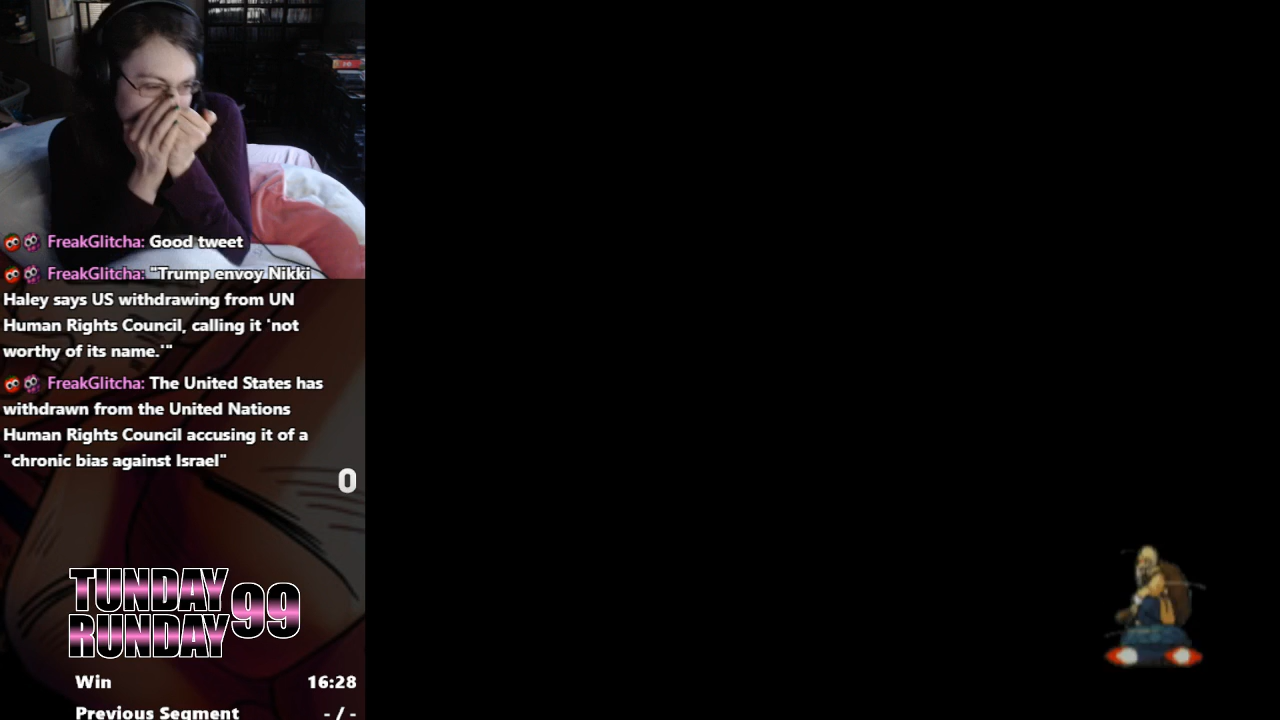 FreakGlitcha: Good tweet
FreakGlitcha: "Trump envoy Nikki
Haley says US withdrawing from UN
Human Rights Council, calling it 'not
worthy of its name.'"
FreakGlitcha: The United States has
withdrawn from the United Nations
Human Rights Council accusing it of a
"chronic bias against Israel"
0
TUNDAY
RUNDAY 99
Win 16:28
Previous Segment - / -